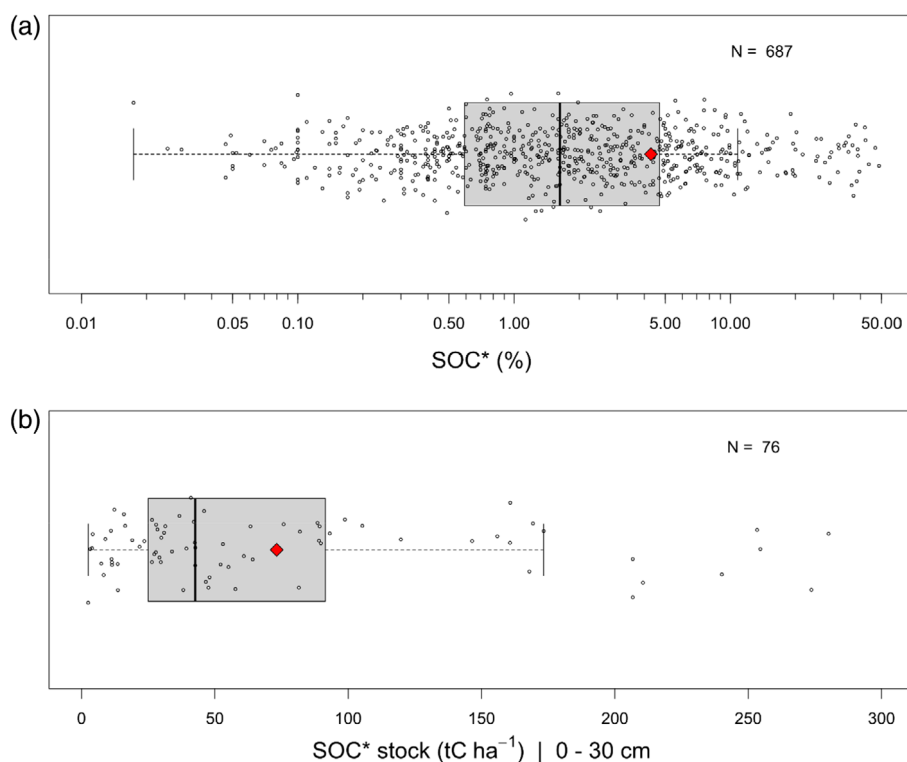 (a)
N = 687
0.01 0.05 0.10 0.50 1.00 5.00 10.00 50.00
SOC* (%)
(b)
N = 76
0 50 100 150 200 250 300
SOC* stock (tC ha⁻¹) | 0 - 30 cm